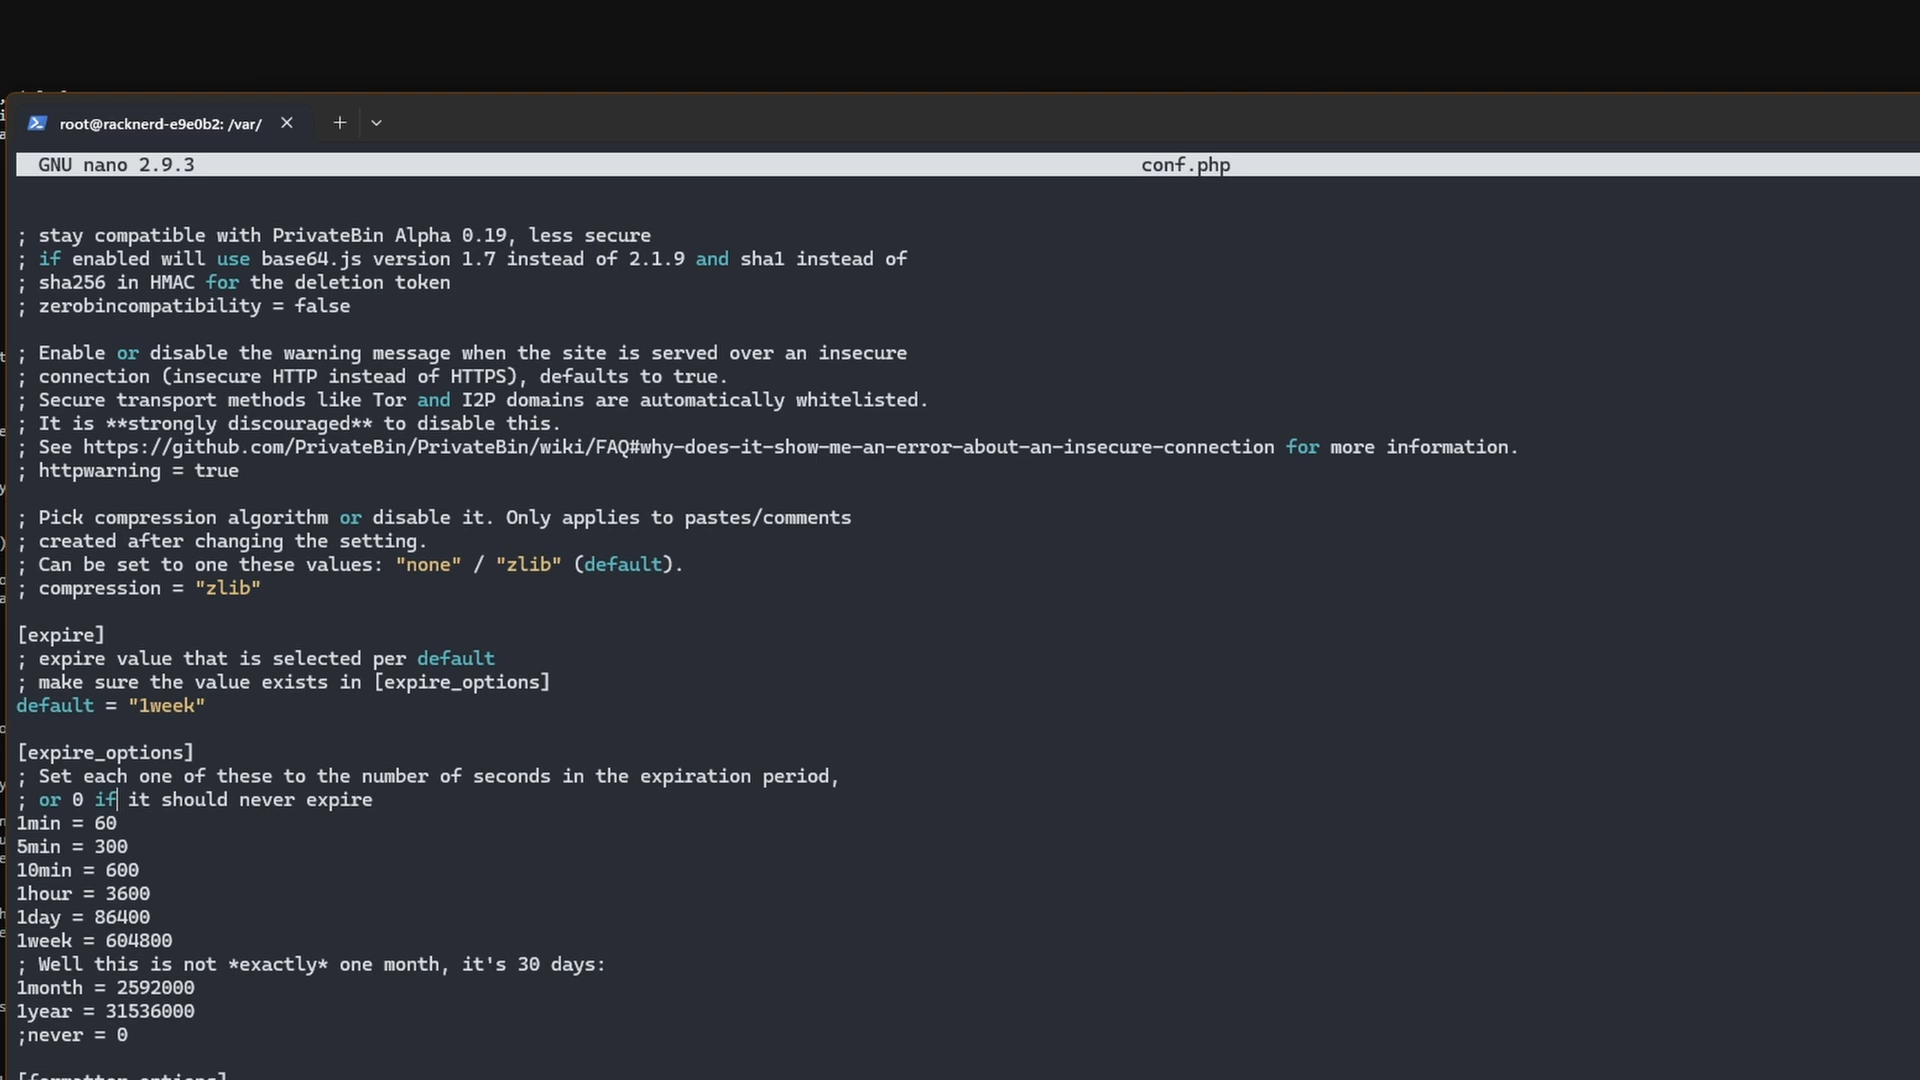 root@racknerd-e9e0b2: /var/
GNU nano 2.9.3
conf.php
; stay compatible with PrivateBin Alpha 0.19, less secure
; if enabled will use base64.js version 1.7 instead of 2.1.9 and sha1 instead of
; sha256 in HMAC for the deletion token
; zerobincompatibility = false
; Enable or disable the warning message when the site is served over an insecure
; connection (insecure HTTP instead of HTTPS), defaults to true.
; Secure transport methods like Tor and I2P domains are automatically whitelisted.
; It is **strongly discouraged** to disable this.
; See https://github.com/PrivateBin/PrivateBin/wiki/FAQ#why-does-it-show-me-an-error-about-an-insecure-connection for more information.
; httpwarning = true
; Pick compression algorithm or disable it. Only applies to pastes/comments
; created after changing the setting.
; Can be set to one these values: "none" / "zlib" (default).
; compression = "zlib"
[expire]
; expire value that is selected per default
; make sure the value exists in [expire_options]
default = "1week"
[expire_options]
; Set each one of these to the number of seconds in the expiration period,
; or 0 if it should never expire
1min = 60
5min = 300
10min = 600
1hour = 3600
1day = 86400
1week = 604800
; Well this is not *exactly* one month, it's 30 days:
1month = 2592000
1year = 31536000
;never = 0
[formatter_options]